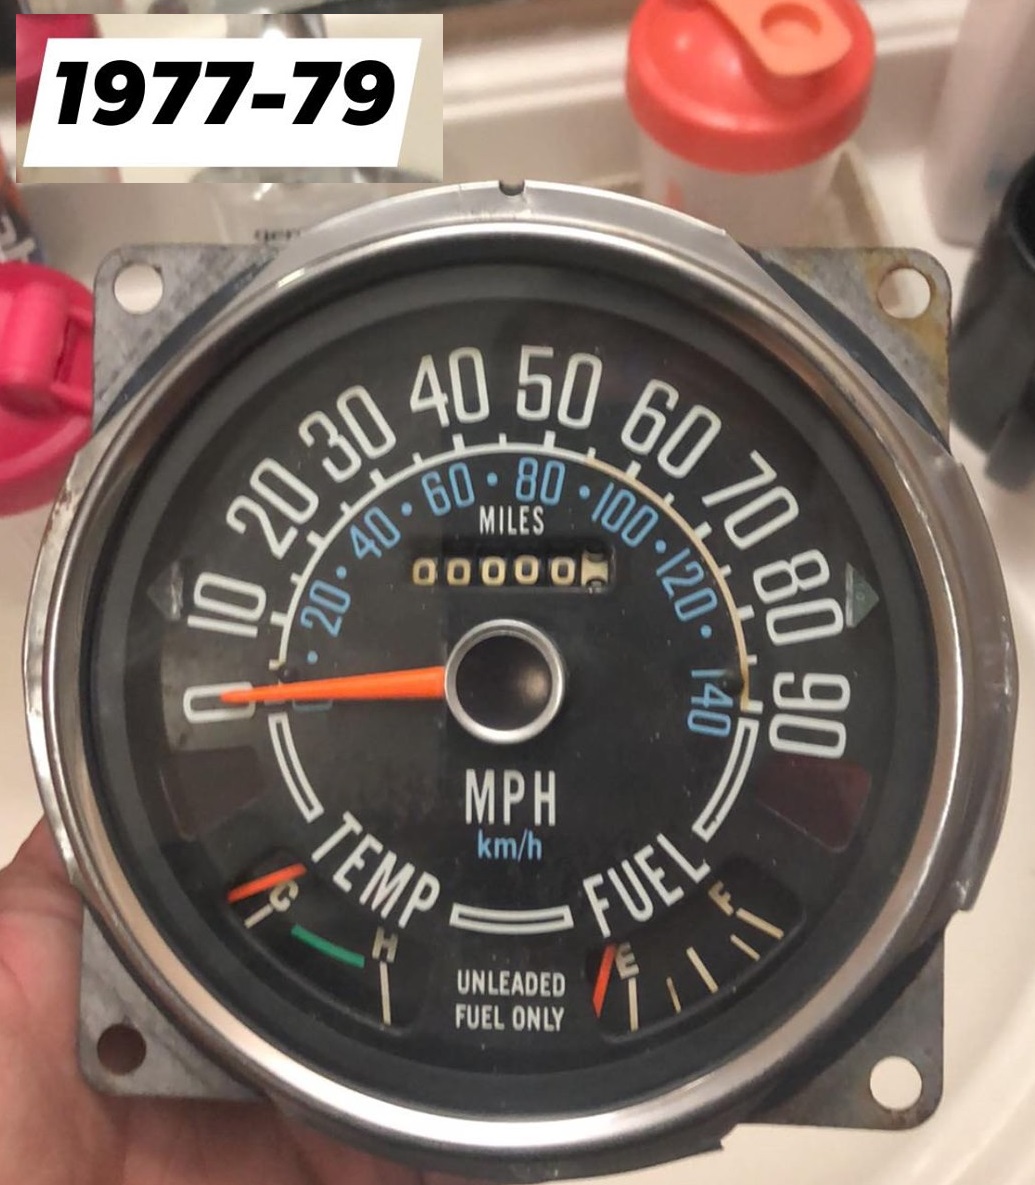 1977-79
0 10 20 30 40 50 60 70 80 90
20 · 40 · 60 · 80 · 100 · 120 · 140
MILES
00000
MPH
km/h
TEMP
FUEL
C H
E F
UNLEADED
FUEL ONLY